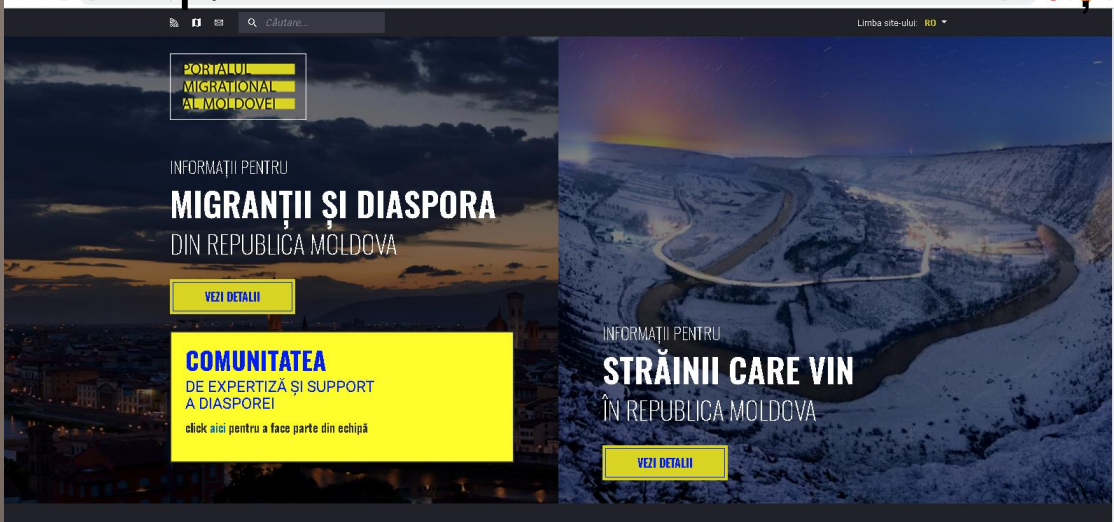 Căutare...
Limba site-ului: RO
PORTALUL
MIGRAȚIONAL
AL MOLDOVEI
INFORMAȚII PENTRU
MIGRANȚII ȘI DIASPORA
DIN REPUBLICA MOLDOVA
VEZI DETALII
COMUNITATEA
DE EXPERTIZĂ ȘI SUPPORT
A DIASPOREI
click aici pentru a face parte din echipă
INFORMAȚII PENTRU
STRĂINII CARE VIN
ÎN REPUBLICA MOLDOVA
VEZI DETALII